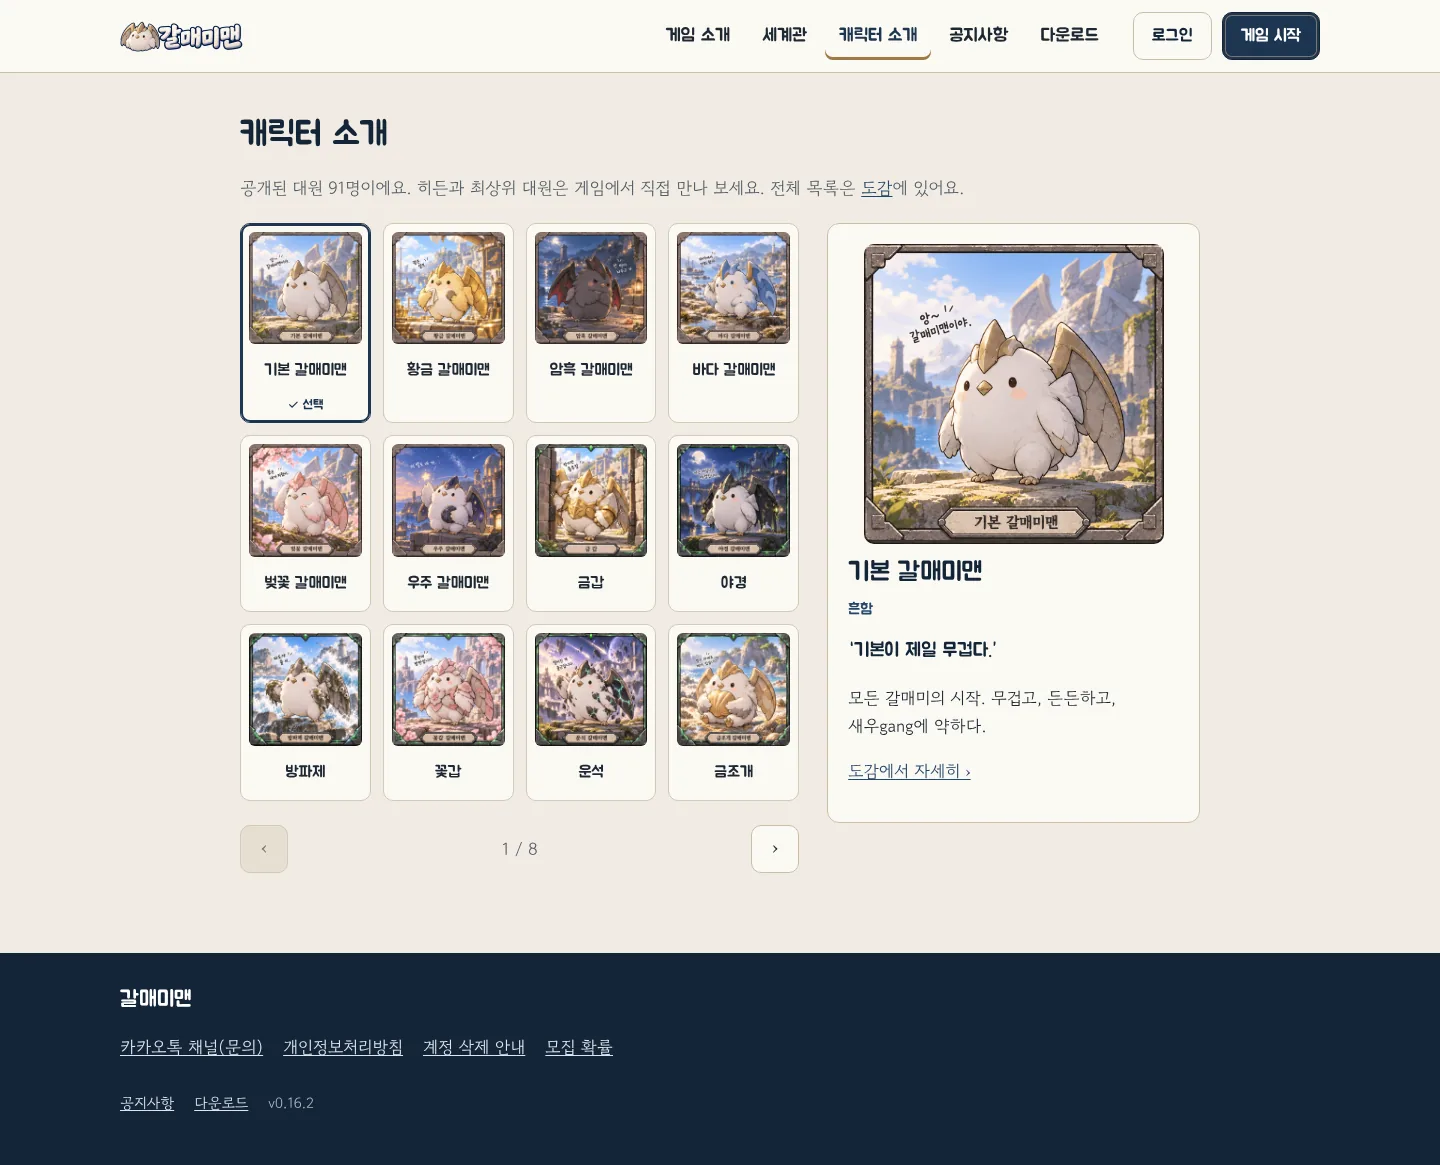 갈매미맨
게임 소개
세계관
캐릭터 소개
공지사항
다운로드
로그인
게임 시작
캐릭터 소개
공개된 대원 91명이에요. 히든과 최상위 대원은 게임에서 직접 만나 보세요. 전체 목록은 도감에 있어요.
기본 갈매미맨
✓ 선택
황금 갈매미맨
암흑 갈매미맨
바다 갈매미맨
벚꽃 갈매미맨
우주 갈매미맨
금갑
야경
방파제
꽃갑
운석
금조개
‹
1 / 8
›
앙~
갈매미맨이야.
기본 갈매미맨
기본 갈매미맨
흔함
‘기본이 제일 무겁다.’
모든 갈매미의 시작. 무겁고, 든든하고,
새우gang에 약하다.
도감에서 자세히 ›
갈매미맨
카카오톡 채널(문의)
개인정보처리방침
계정 삭제 안내
모집 확률
공지사항
다운로드
v0.16.2